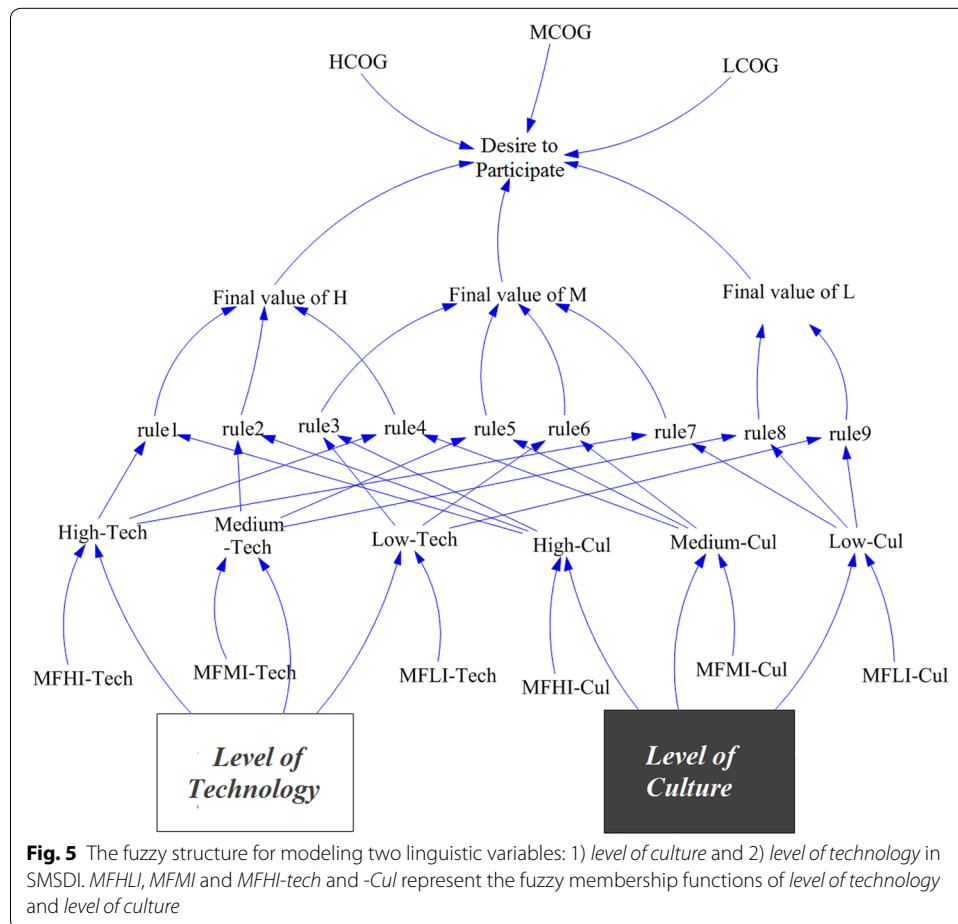 MCOG
HCOG
LCOG
Desire to
Participate
Final value of H
Final value of M
Final value of L
rule1
rule2
rule3
rule4
rule5
rule6
rule7
rule8
rule9
High-Tech
Medium
-Tech
Low-Tech
High-Cul
Medium-Cul
Low-Cul
MFHI-Tech
MFMI-Tech
MFLI-Tech
MFHI-Cul
MFMI-Cul
MFLI-Cul
Level of
Technology
Level of
Culture
Fig. 5 The fuzzy structure for modeling two linguistic variables: 1) level of culture and 2) level of technology in
SMSDI. MFHLI, MFMI and MFHI-tech and -Cul represent the fuzzy membership functions of level of technology
and level of culture